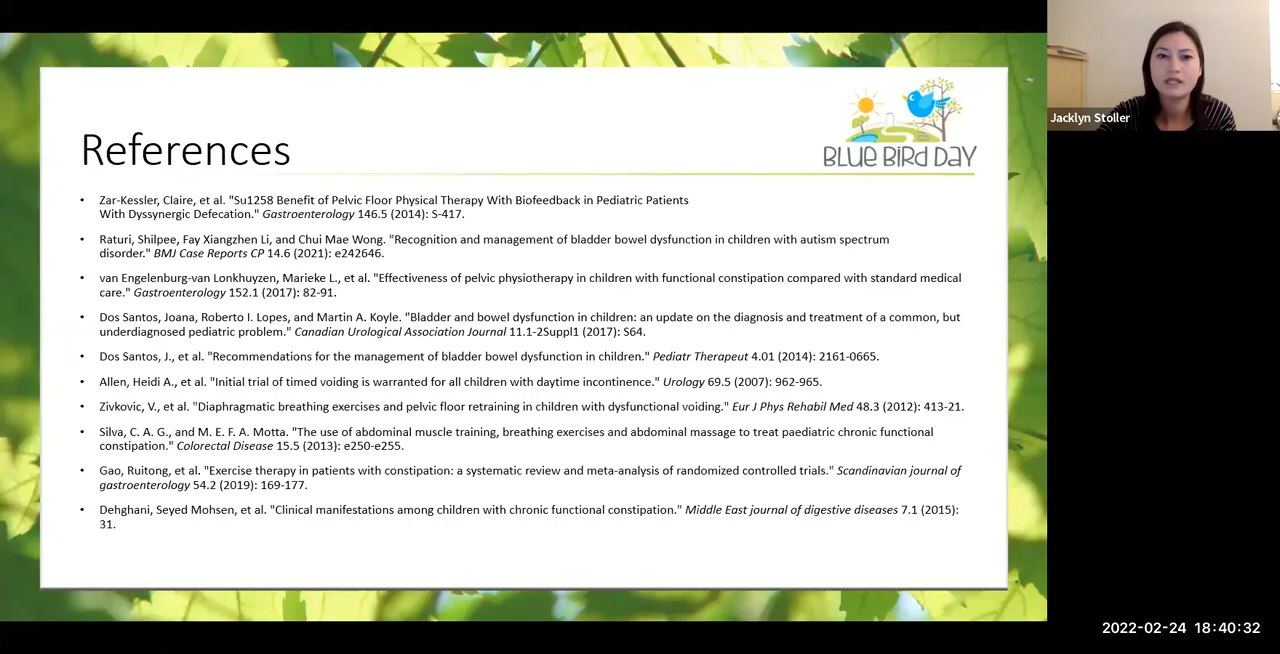 References
BLUE BIRD DAY
• Zar-Kessler, Claire, et al. "Su1258 Benefit of Pelvic Floor Physical Therapy With Biofeedback in Pediatric Patients
With Dyssynergic Defecation." Gastroenterology 146.5 (2014): S-417.
• Raturi, Shilpee, Fay Xiangzhen Li, and Chui Mae Wong. "Recognition and management of bladder bowel dysfunction in children with autism spectrum
disorder." BMJ Case Reports CP 14.6 (2021): e242646.
• van Engelenburg-van Lonkhuyzen, Marieke L., et al. "Effectiveness of pelvic physiotherapy in children with functional constipation compared with standard medical
care." Gastroenterology 152.1 (2017): 82-91.
• Dos Santos, Joana, Roberto I. Lopes, and Martin A. Koyle. "Bladder and bowel dysfunction in children: an update on the diagnosis and treatment of a common, but
underdiagnosed pediatric problem." Canadian Urological Association Journal 11.1-2Suppl1 (2017): S64.
• Dos Santos, J., et al. "Recommendations for the management of bladder bowel dysfunction in children." Pediatr Therapeut 4.01 (2014): 2161-0665.
• Allen, Heidi A., et al. "Initial trial of timed voiding is warranted for all children with daytime incontinence." Urology 69.5 (2007): 962-965.
• Zivkovic, V., et al. "Diaphragmatic breathing exercises and pelvic floor retraining in children with dysfunctional voiding." Eur J Phys Rehabil Med 48.3 (2012): 413-21.
• Silva, C. A. G., and M. E. F. A. Motta. "The use of abdominal muscle training, breathing exercises and abdominal massage to treat paediatric chronic functional
constipation." Colorectal Disease 15.5 (2013): e250-e255.
• Gao, Ruitong, et al. "Exercise therapy in patients with constipation: a systematic review and meta-analysis of randomized controlled trials." Scandinavian journal of
gastroenterology 54.2 (2019): 169-177.
• Dehghani, Seyed Mohsen, et al. "Clinical manifestations among children with chronic functional constipation." Middle East journal of digestive diseases 7.1 (2015):
31.
Jacklyn Stoller
2022-02-24 18:40:32